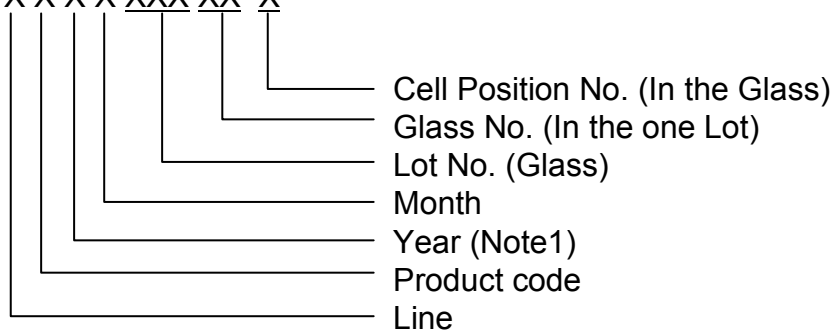 X X X X XXX XX X
Cell Position No. (In the Glass)
Glass No. (In the one Lot)
Lot No. (Glass)
Month
Year (Note1)
Product code
Line